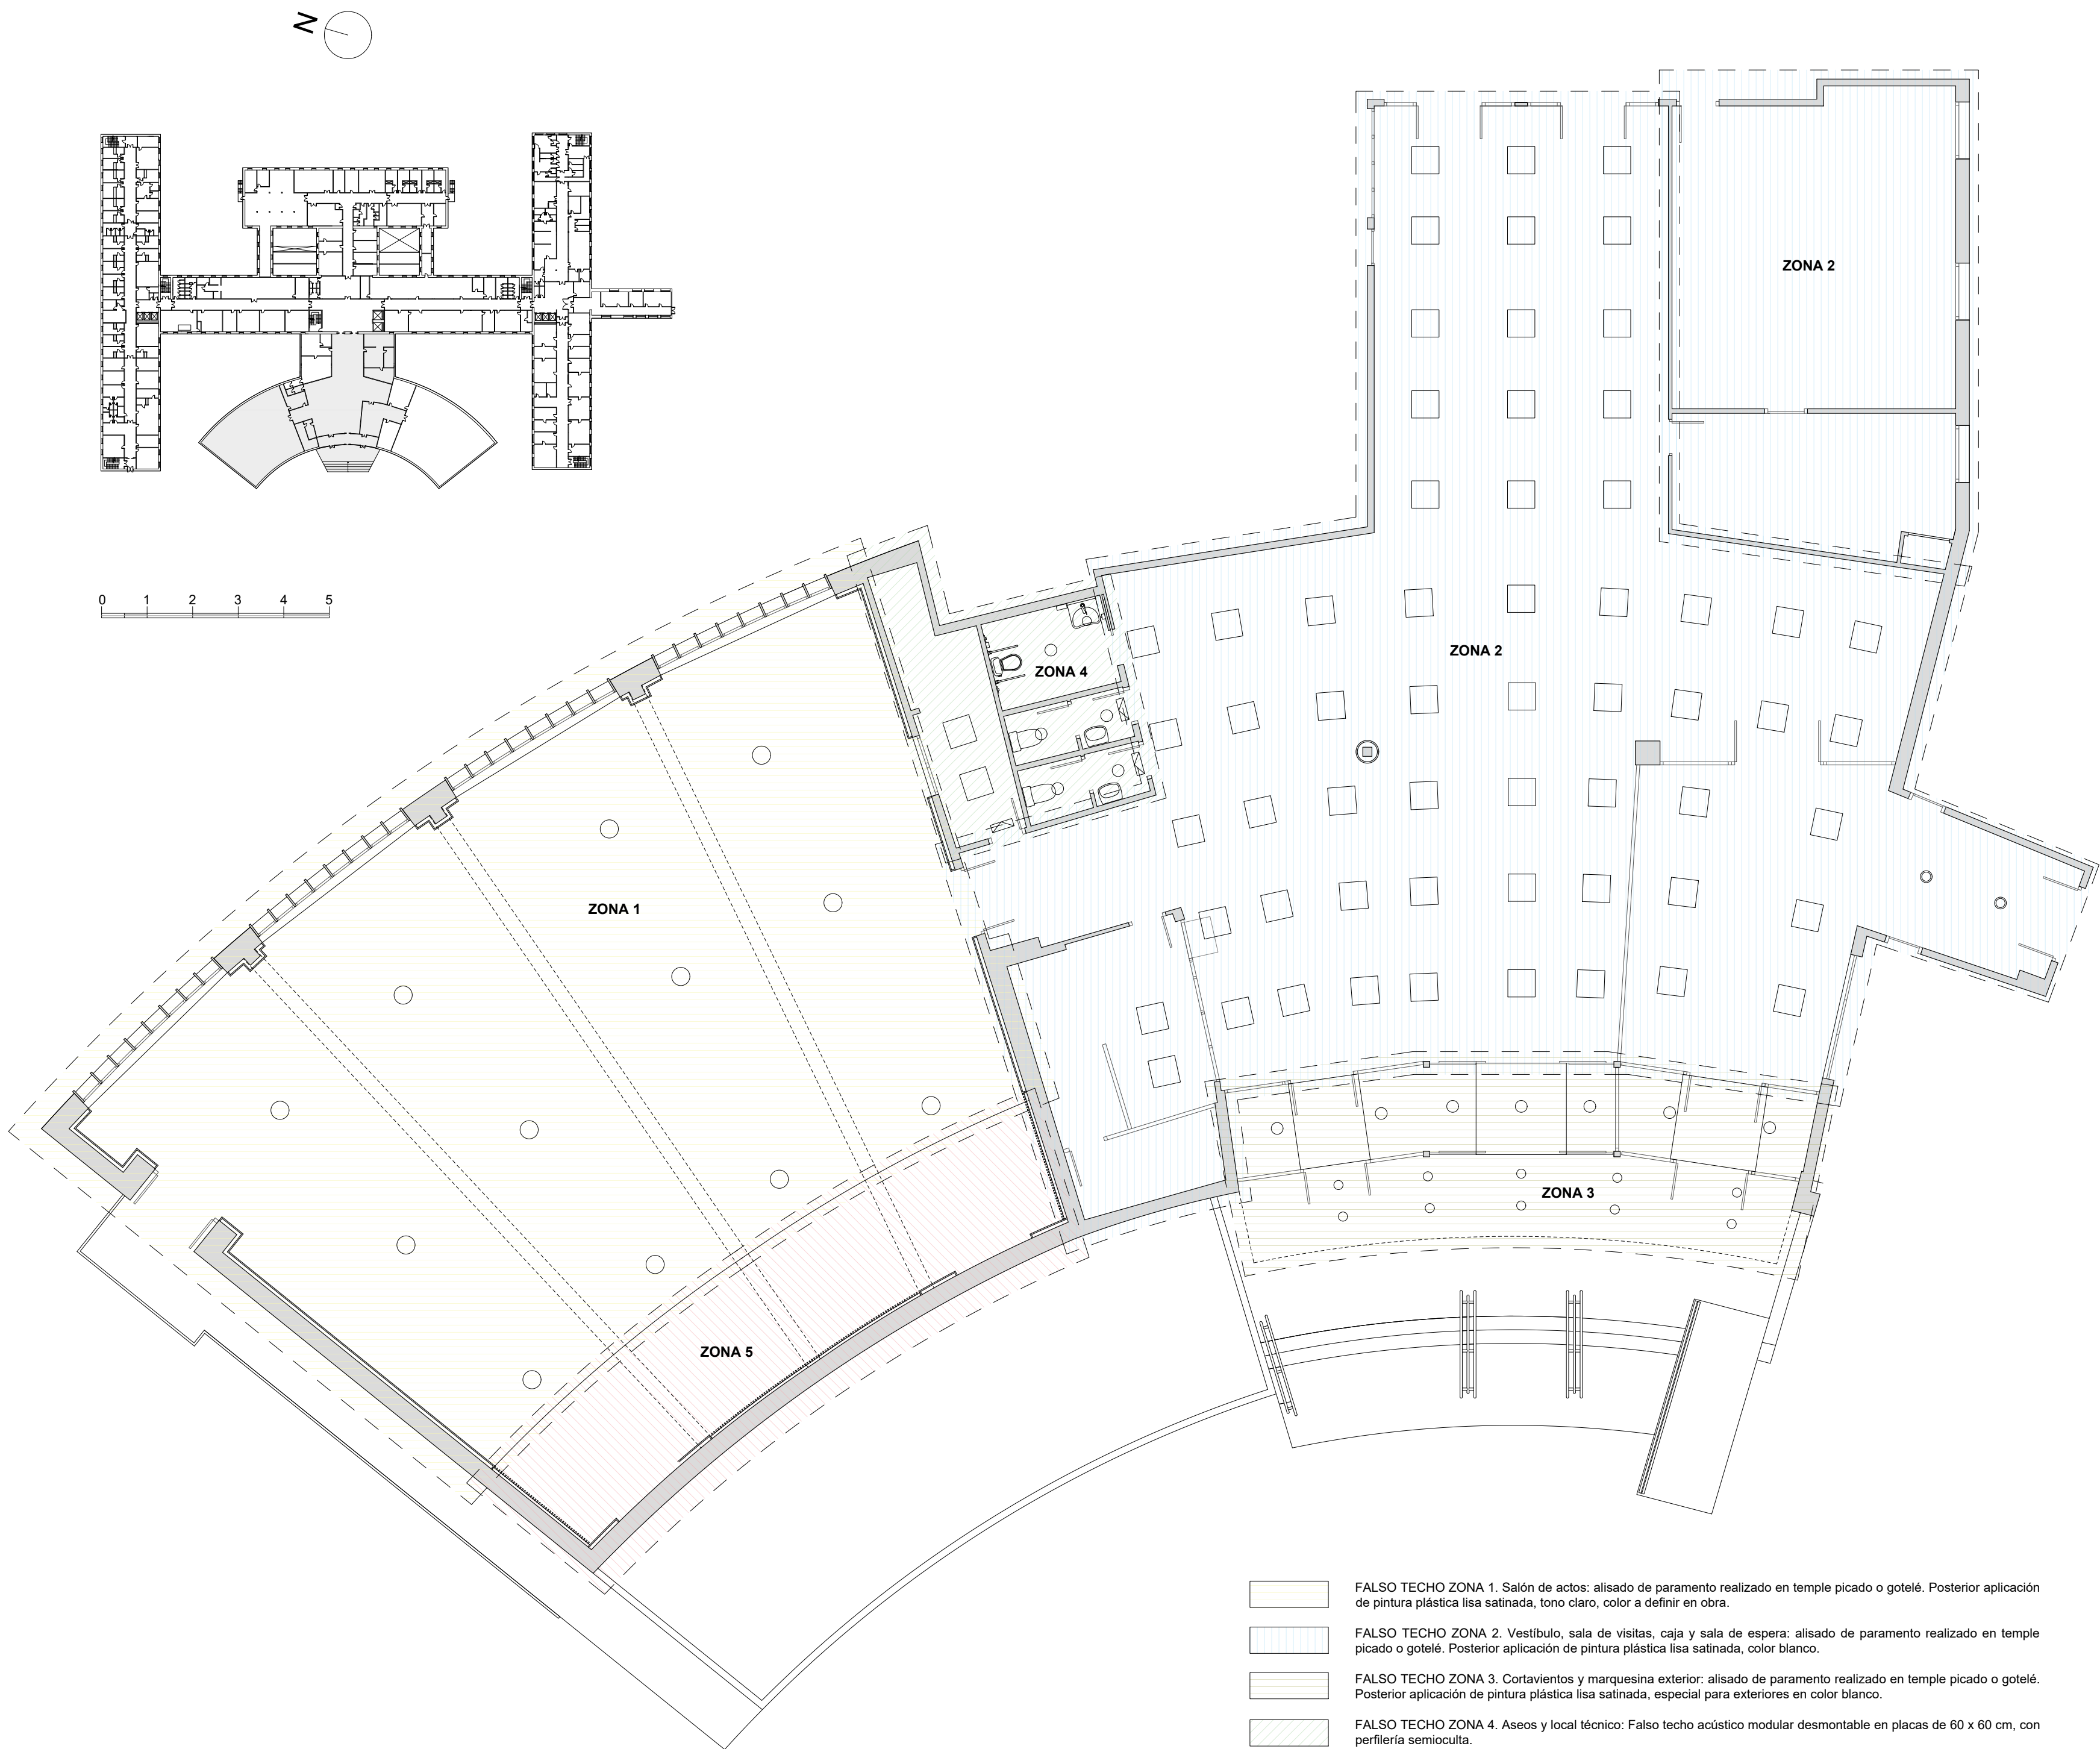 N
0 1 2 3 4 5
ZONA 2
ZONA 2
ZONA 4
ZONA 1
ZONA 3
ZONA 5
FALSO TECHO ZONA 1. Salón de actos: alisado de paramento realizado en temple picado o gotelé. Posterior aplicación
de pintura plástica lisa satinada, tono claro, color a definir en obra.
FALSO TECHO ZONA 2. Vestíbulo, sala de visitas, caja y sala de espera: alisado de paramento realizado en temple
picado o gotelé. Posterior aplicación de pintura plástica lisa satinada, color blanco.
FALSO TECHO ZONA 3. Cortavientos y marquesina exterior: alisado de paramento realizado en temple picado o gotelé.
Posterior aplicación de pintura plástica lisa satinada, especial para exteriores en color blanco.
FALSO TECHO ZONA 4. Aseos y local técnico: Falso techo acústico modular desmontable en placas de 60 x 60 cm, con
perfilería semioculta.